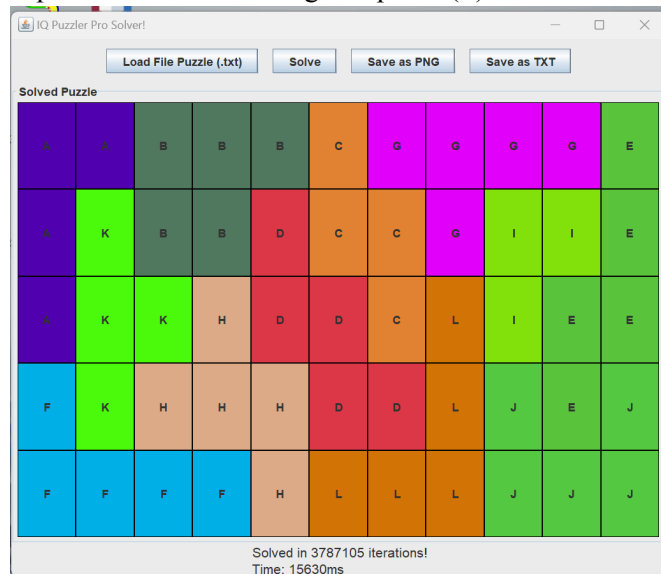 IQ Puzzler Pro Solver!
Load File Puzzle (.txt) Solve Save as PNG Save as TXT
Solved Puzzle
A A B B B C G G G G E
A K B B D C C G I I E
A K K H D D C L I E E
F K H H H D D L J E J
F F F F H L L L J J J
Solved in 3787105 iterations!
Time: 15630ms